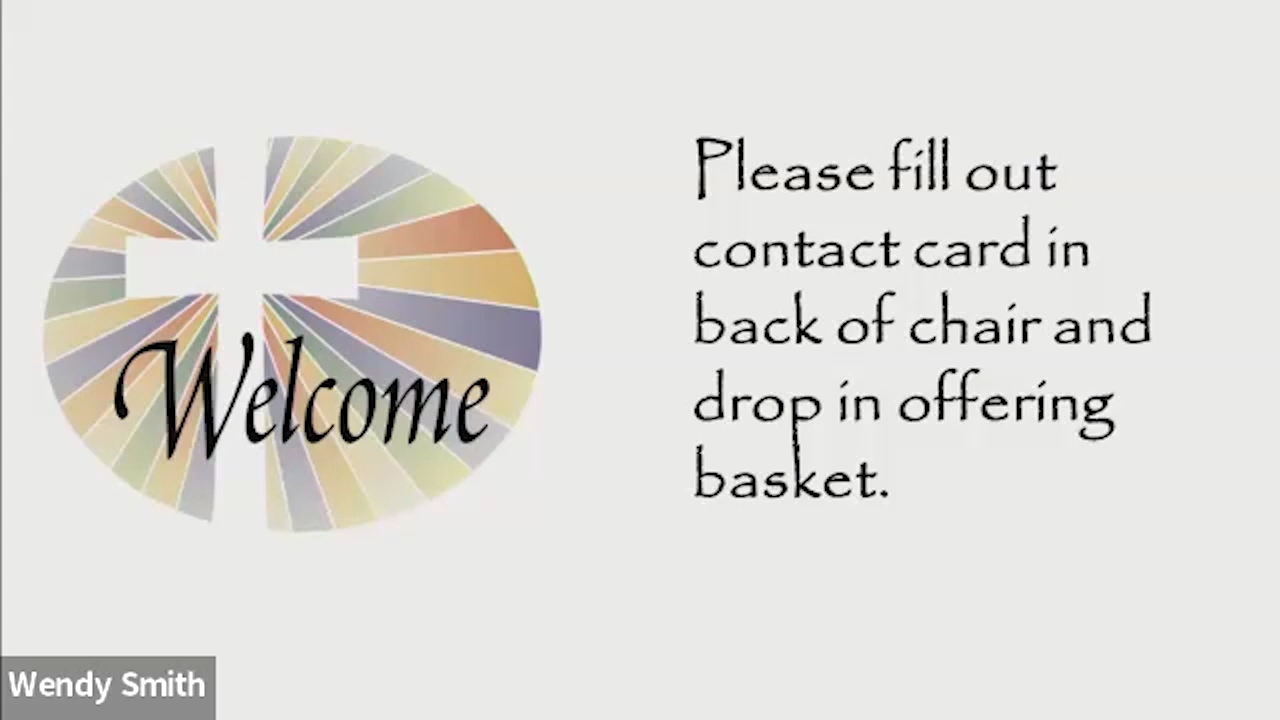 Welcome
Please fill out
contact card in
back of chair and
drop in offering
basket.
Wendy Smith